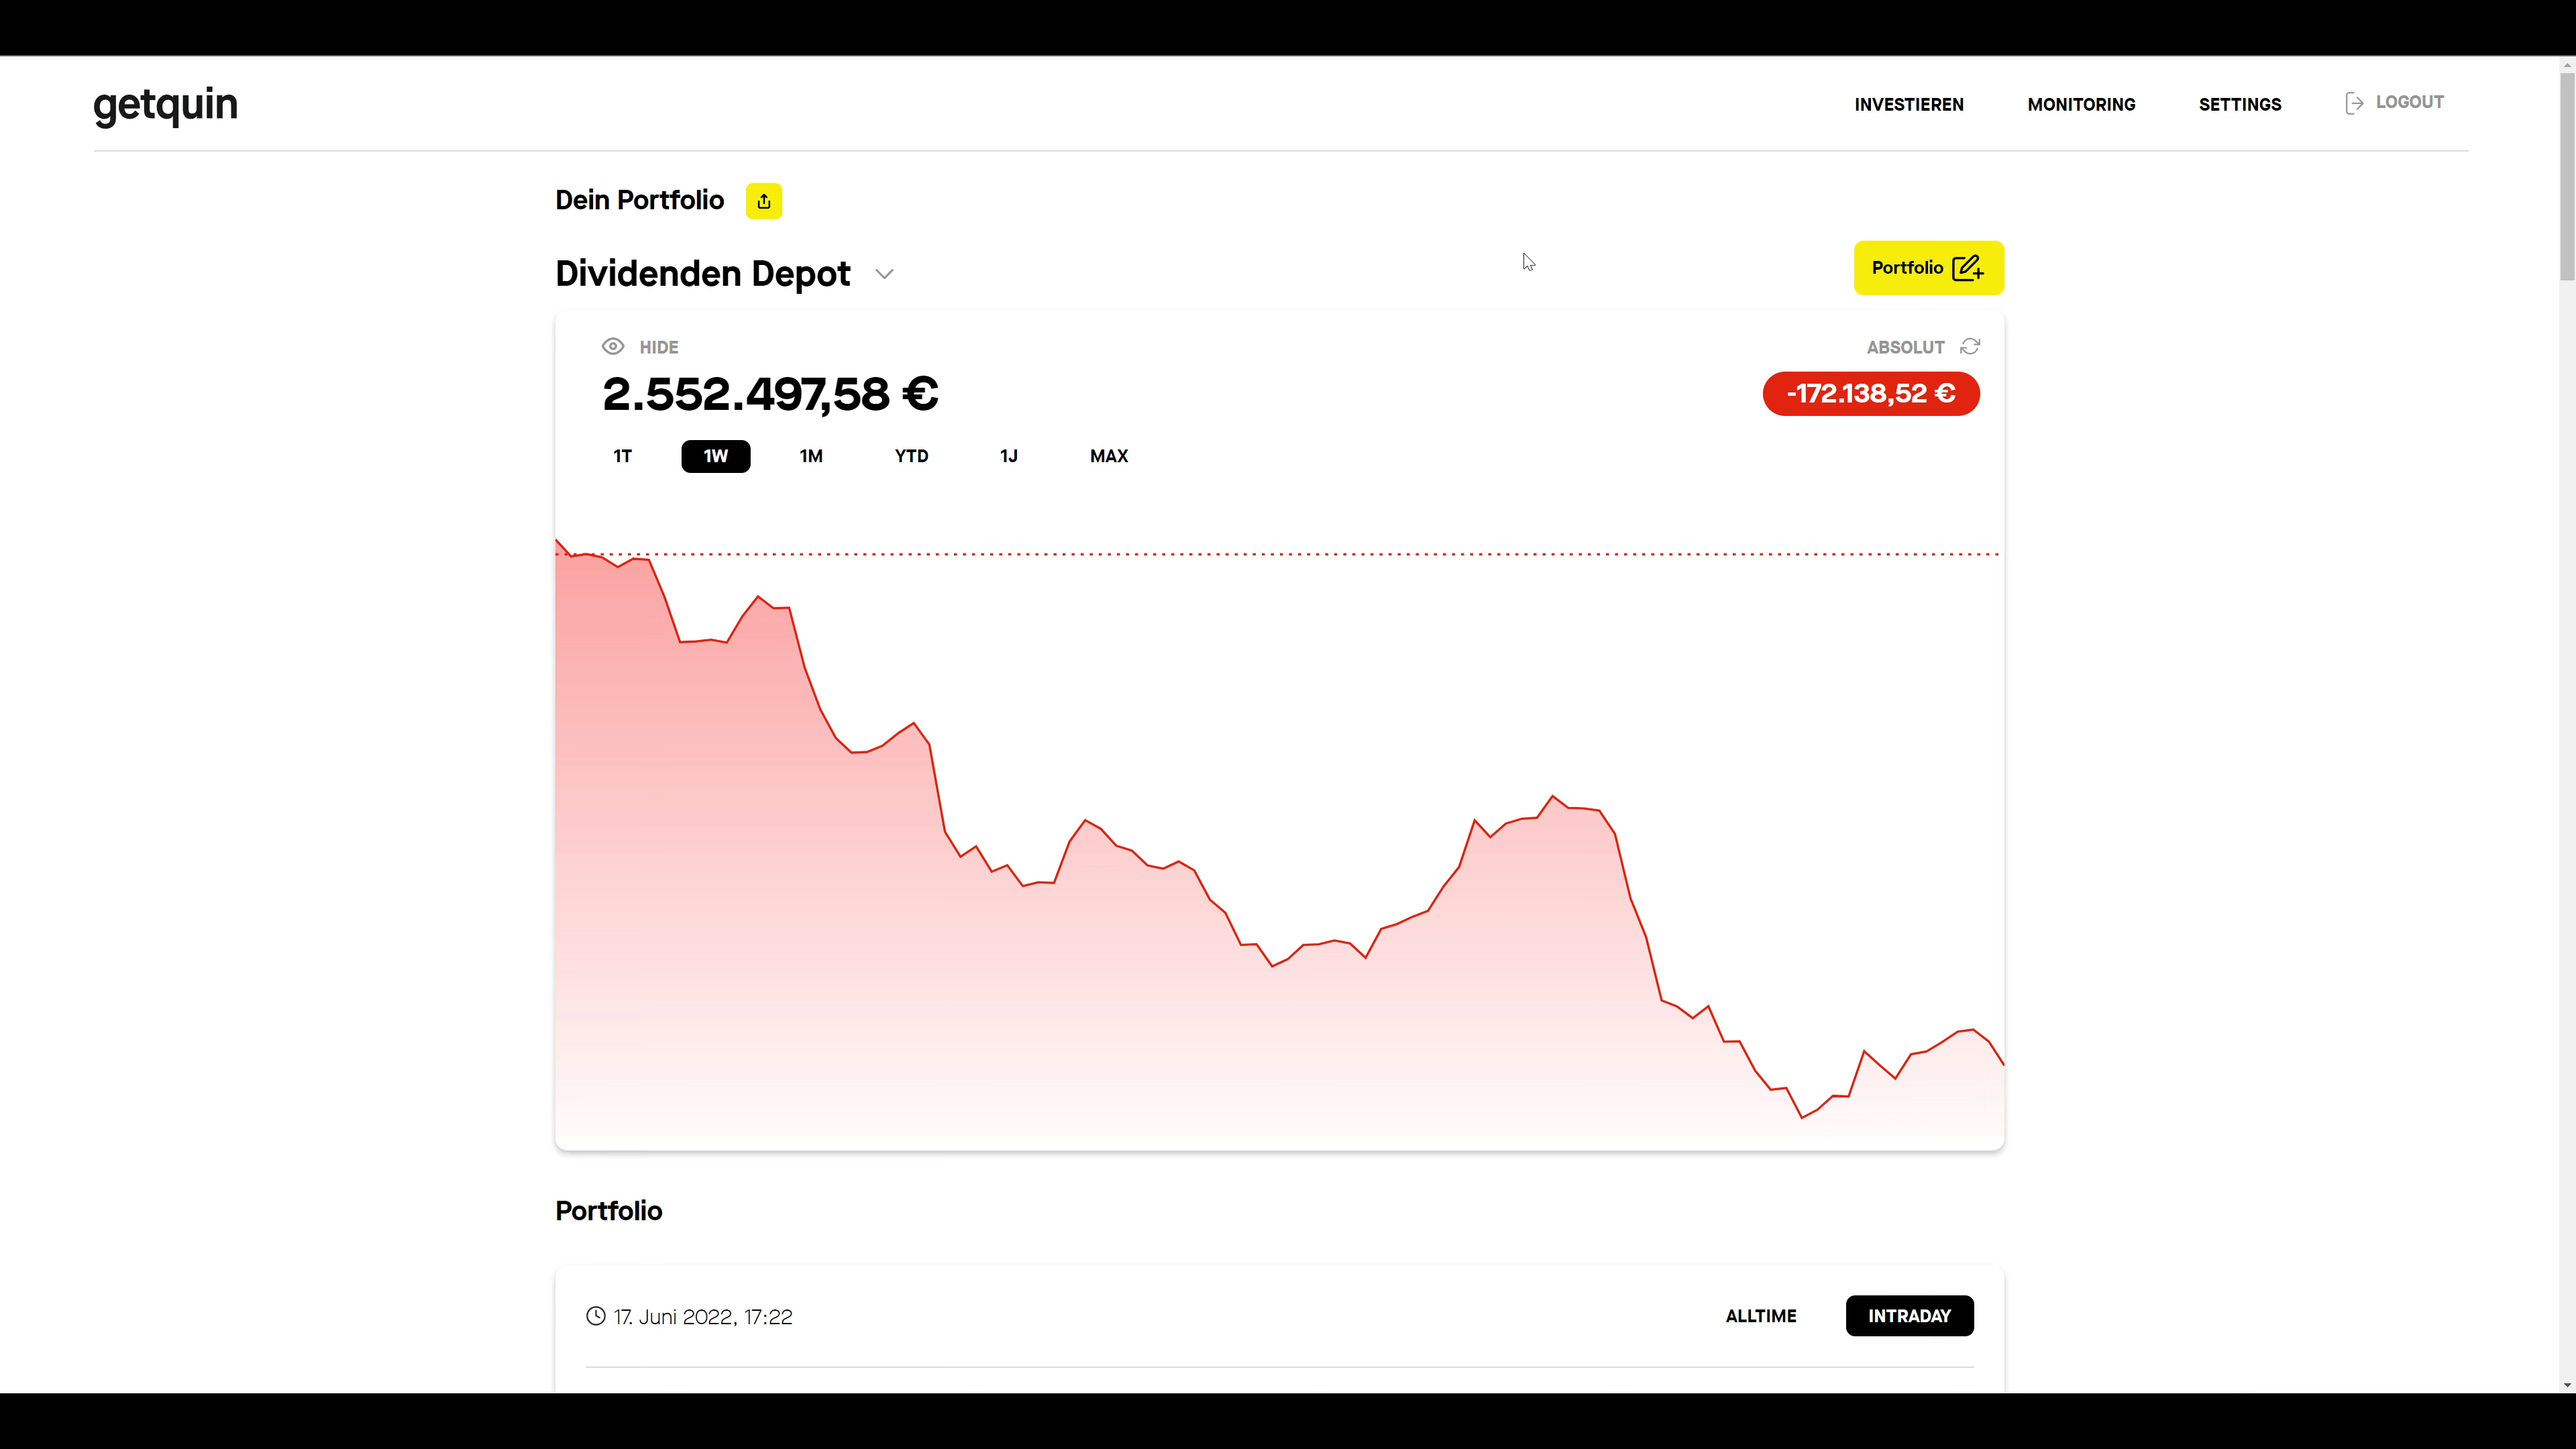 getquin
INVESTIEREN MONITORING SETTINGS LOGOUT
Dein Portfolio
Dividenden Depot
Portfolio
HIDE
ABSOLUT
2.552.497,58 €
-172.138,52 €
1T 1W 1M YTD 1J MAX
Portfolio
17. Juni 2022, 17:22
ALLTIME INTRADAY